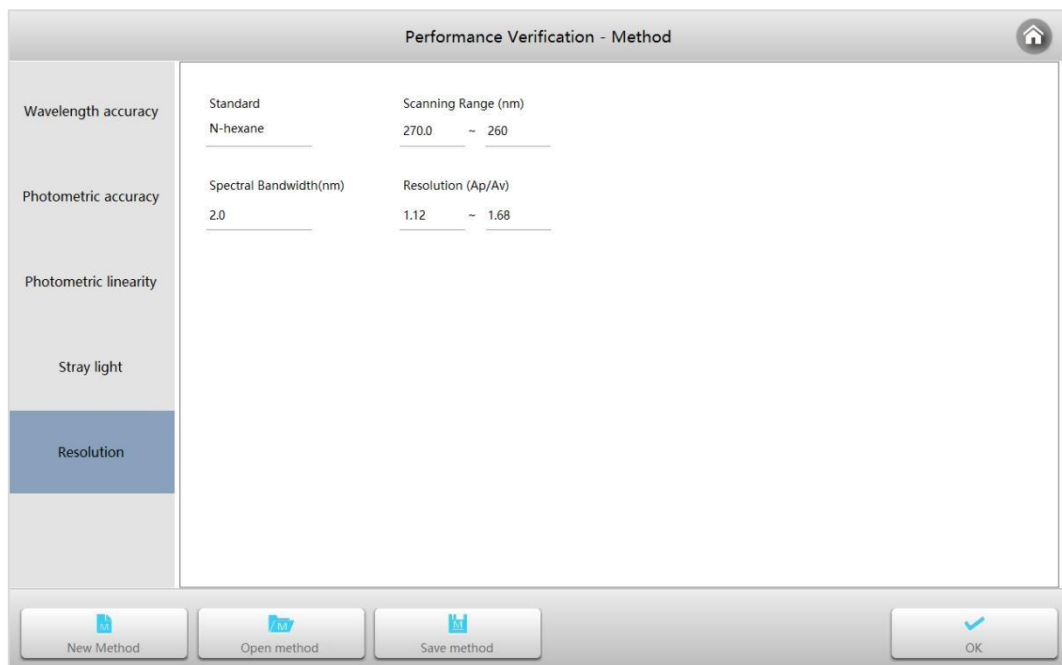 Performance Verification - Method
Wavelength accuracy
Photometric accuracy
Photometric linearity
Stray light
Resolution
Standard Scanning Range (nm)
N-hexane 270.0 ~ 260
Spectral Bandwidth(nm) Resolution (Ap/Av)
2.0 1.12 ~ 1.68
M M M
New Method Open method Save method OK